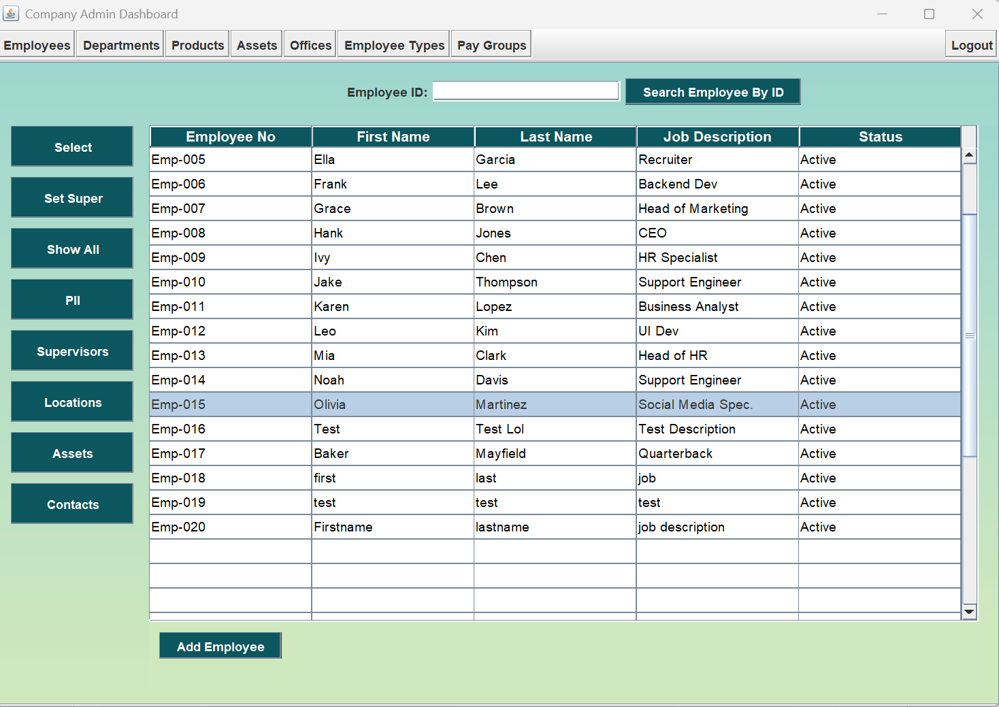 Company Admin Dashboard
Employees Departments Products Assets Offices Employee Types Pay Groups Logout
Employee ID: Search Employee By ID
Select
Set Super
Show All
PII
Supervisors
Locations
Assets
Contacts
Employee No First Name Last Name Job Description Status
Emp-005 Ella Garcia Recruiter Active
Emp-006 Frank Lee Backend Dev Active
Emp-007 Grace Brown Head of Marketing Active
Emp-008 Hank Jones CEO Active
Emp-009 Ivy Chen HR Specialist Active
Emp-010 Jake Thompson Support Engineer Active
Emp-011 Karen Lopez Business Analyst Active
Emp-012 Leo Kim UI Dev Active
Emp-013 Mia Clark Head of HR Active
Emp-014 Noah Davis Support Engineer Active
Emp-015 Olivia Martinez Social Media Spec. Active
Emp-016 Test Test Lol Test Description Active
Emp-017 Baker Mayfield Quarterback Active
Emp-018 first last job Active
Emp-019 test test test Active
Emp-020 Firstname lastname job description Active
Add Employee